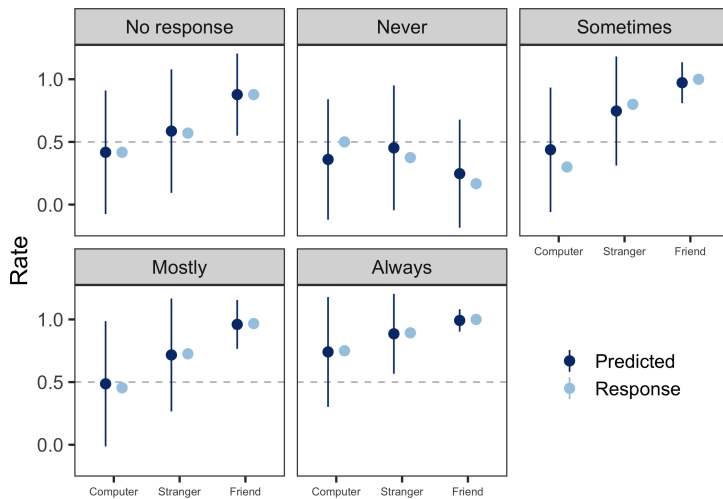 No response
Never
Sometimes
1.0
0.5
0.0
Computer
Stranger
Friend
Rate
Mostly
Always
1.0
0.5
0.0
Computer
Stranger
Friend
Computer
Stranger
Friend
Predicted
Response